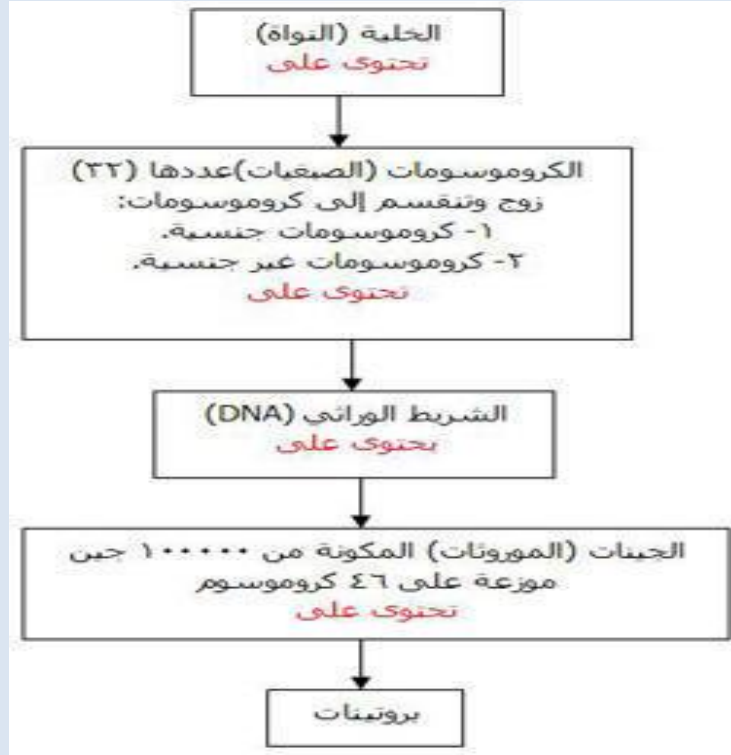 الخلية (النواة)
تحتوى على
الكروموسومات (الصبغيات)عددها (٢٣)
زوج وتنقسم إلى كروموسومات:
١- كروموسومات جنسية.
٢- كروموسومات غير جنسية.
تحتوى على
الشريط الوراثي (DNA)
يحتوى على
الجينات (الموروثات) المكونة من ١٠٠٠٠٠ جين
موزعة على ٤٦ كروموسوم
تحتوى على
بروتينات